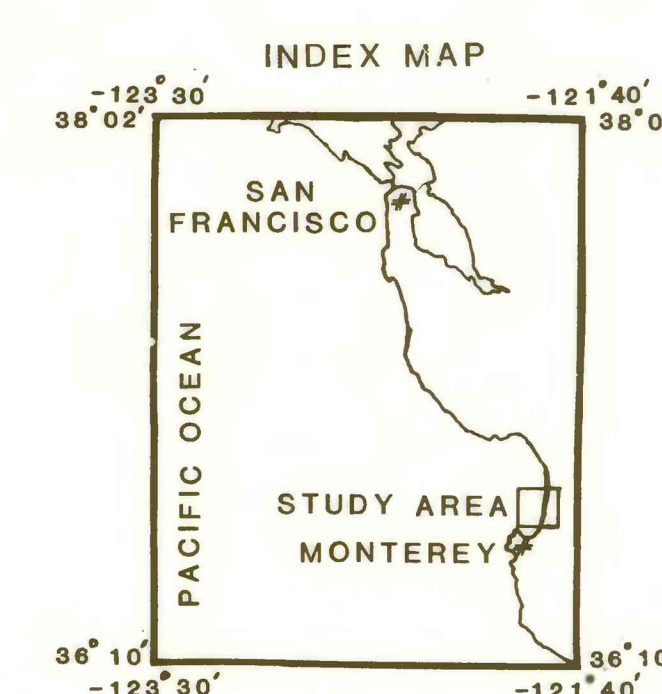 INDEX MAP
-123° 30′ -121° 40′
38° 02′ 38° 0
SAN
FRANCISCO
PACIFIC OCEAN
STUDY AREA
MONTEREY
36° 10′ 36° 10
-123° 30′ -121° 40′